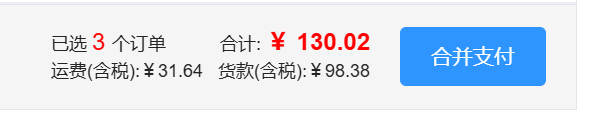 已选 3 个订单 合计: ¥ 130.02
运费(含税): ¥ 31.64 货款(含税): ¥ 98.38
合并支付